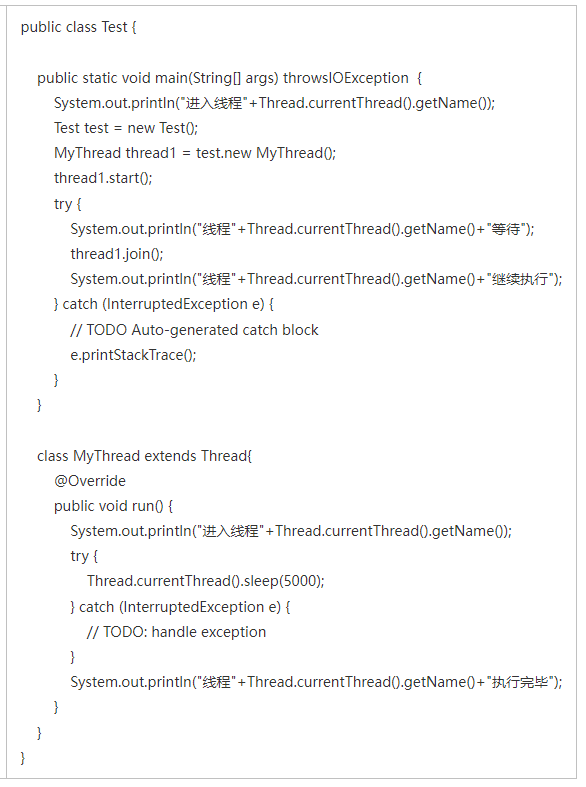 public class Test {
public static void main(String[] args) throwsIOException  {
System.out.println("进入线程"+Thread.currentThread().getName());
Test test = new Test();
MyThread thread1 = test.new MyThread();
thread1.start();
try {
System.out.println("线程"+Thread.currentThread().getName()+"等待");
thread1.join();
System.out.println("线程"+Thread.currentThread().getName()+"继续执行");
} catch (InterruptedException e) {
// TODO Auto-generated catch block
e.printStackTrace();
}
}
class MyThread extends Thread{
@Override
public void run() {
System.out.println("进入线程"+Thread.currentThread().getName());
try {
Thread.currentThread().sleep(5000);
} catch (InterruptedException e) {
// TODO: handle exception
}
System.out.println("线程"+Thread.currentThread().getName()+"执行完毕");
}
}
}